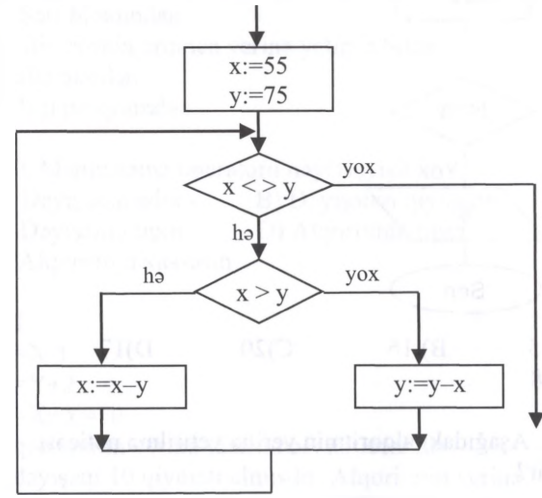 x:=55
y:=75
x < > y
yox
hə
hə
x > y
yox
x:=x–y
y:=y–x